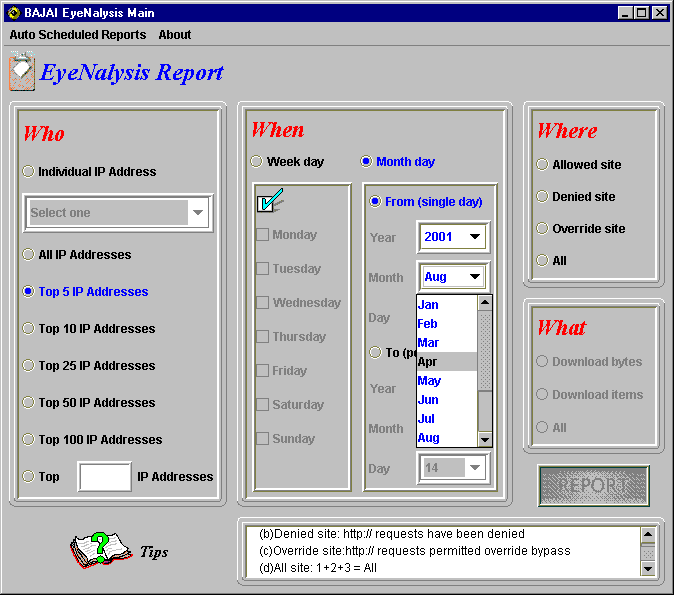 BAJAI EyeNalysis Main
Auto Scheduled Reports About
EyeNalysis Report
Who
Individual IP Address
Select one
All IP Addresses
Top 5 IP Addresses
Top 10 IP Addresses
Top 25 IP Addresses
Top 50 IP Addresses
Top 100 IP Addresses
Top IP Addresses
When
Week day Month day
Monday
Tuesday
Wednesday
Thursday
Friday
Saturday
Sunday
From (single day)
Year 2001
Month Aug
Day
Jan
Feb
Mar
Apr
May
Jun
Jul
Aug
To (p
Year
Month
Day 14
Where
Allowed site
Denied site
Override site
All
What
Download bytes
Download items
All
REPORT
Tips
(b)Denied site: http:// requests have been denied
(c)Override site:http:// requests permitted override bypass
(d)All site: 1+2+3 = All